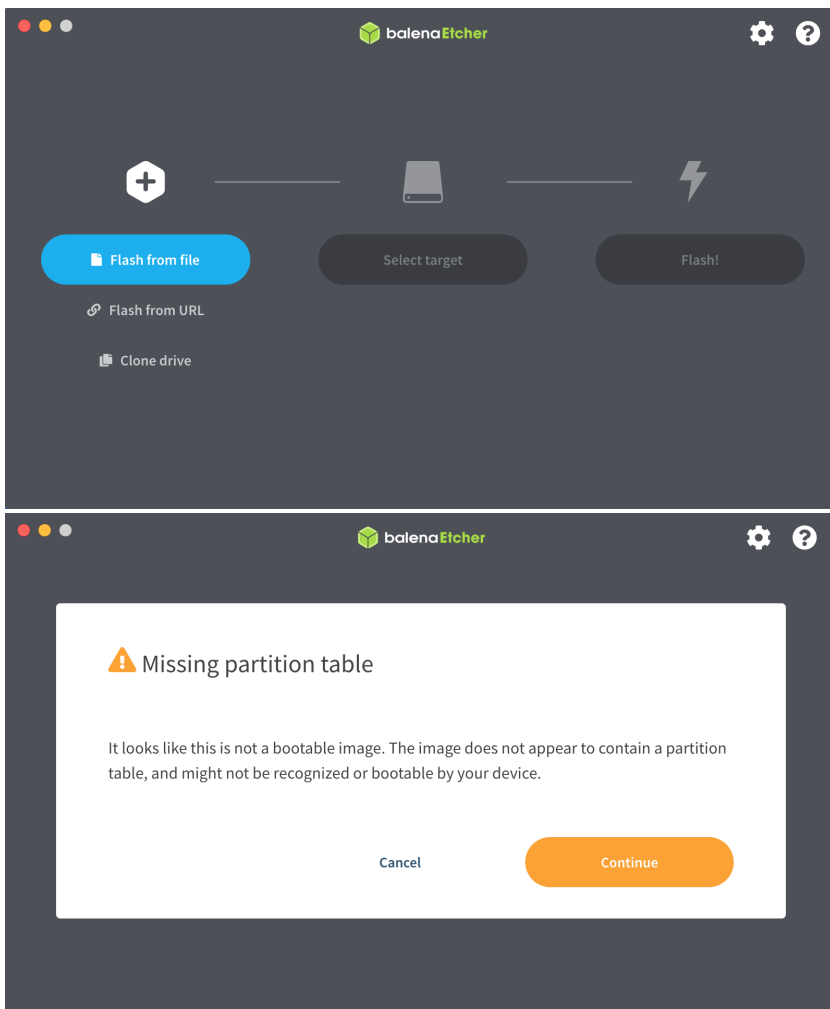 balenaEtcher
Flash from file
Select target
Flash!
Flash from URL
Clone drive
balenaEtcher
Missing partition table
It looks like this is not a bootable image. The image does not appear to contain a partition
table, and might not be recognized or bootable by your device.
Cancel
Continue